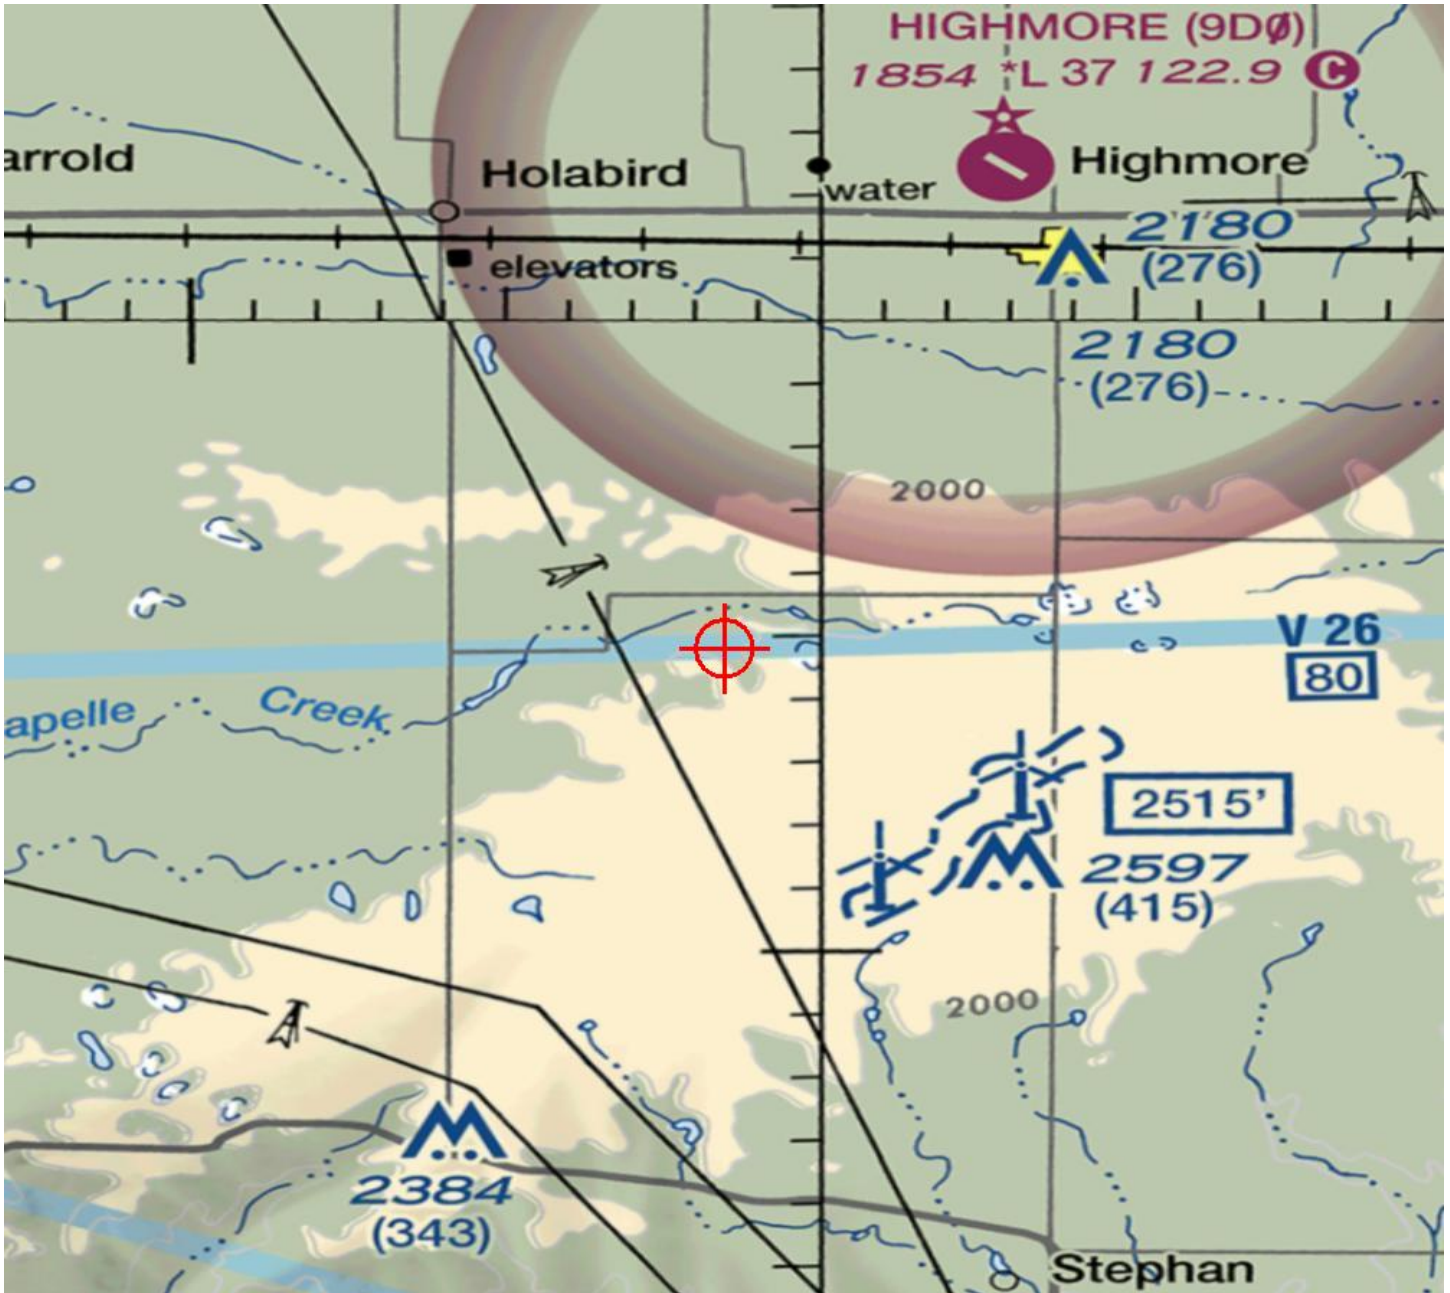 HIGHMORE (9D0)
1854 *L 37 122.9 C
arrold
Holabird
water
Highmore
2180
(276)
elevators
2180
(276)
2000
V 26
80
apelle Creek
2515'
2597
(415)
2000
2384
(343)
Stephan